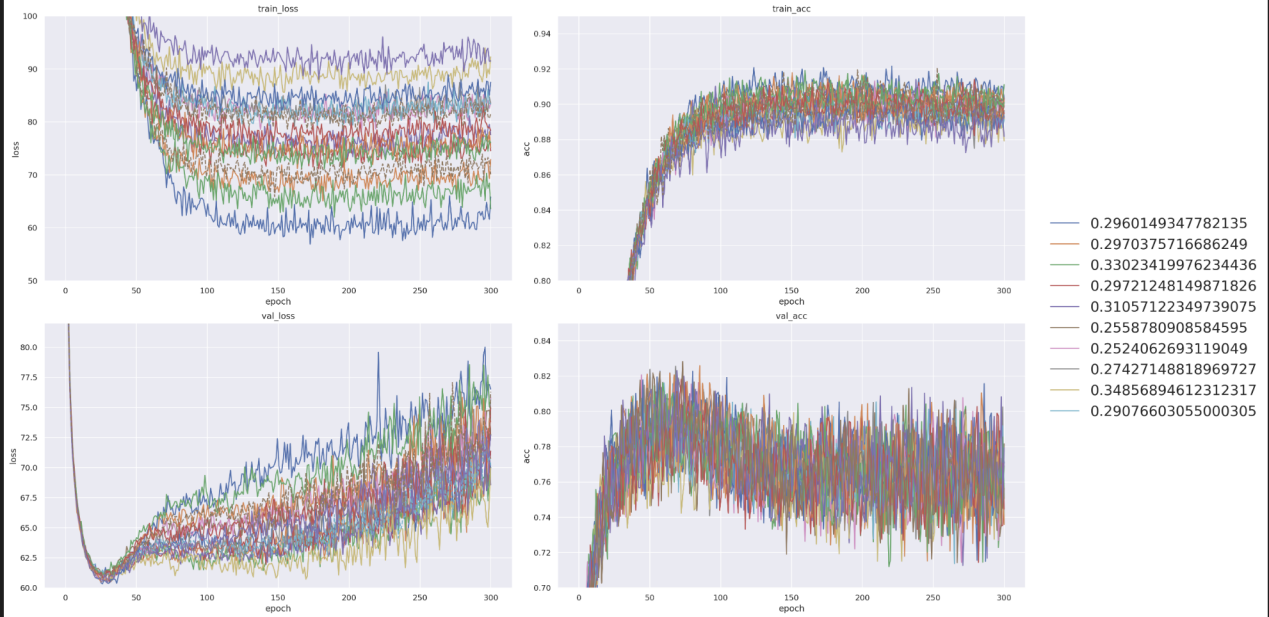 train_loss
100
90
80
70
60
50
loss
0 50 100 150 200 250 300
epoch
train_acc
0.94
0.92
0.90
0.88
0.86
0.84
0.82
0.80
acc
0 50 100 150 200 250 300
epoch
val_loss
80.0
77.5
75.0
72.5
70.0
67.5
65.0
62.5
60.0
loss
0 50 100 150 200 250 300
epoch
val_acc
0.84
0.82
0.80
0.78
0.76
0.74
0.72
0.70
acc
0 50 100 150 200 250 300
epoch
0.2960149347782135
0.2970375716686249
0.33023419976234436
0.29721248149871826
0.31057122349739075
0.2558780908584595
0.2524062693119049
0.27427148818969727
0.34856894612312317
0.29076603055000305